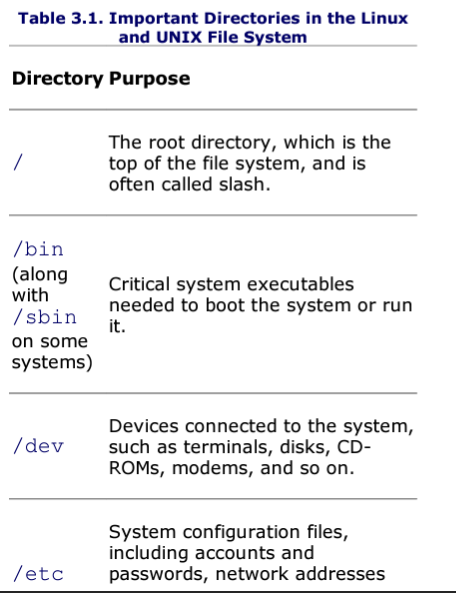 Table 3.1. Important Directories in the Linux
and UNIX File System
Directory Purpose
/
The root directory, which is the
top of the file system, and is
often called slash.
/bin
(along
with
/sbin
on some
systems)
Critical system executables
needed to boot the system or run
it.
/dev
Devices connected to the system,
such as terminals, disks, CD-
ROMs, modems, and so on.
/etc
System configuration files,
including accounts and
passwords, network addresses